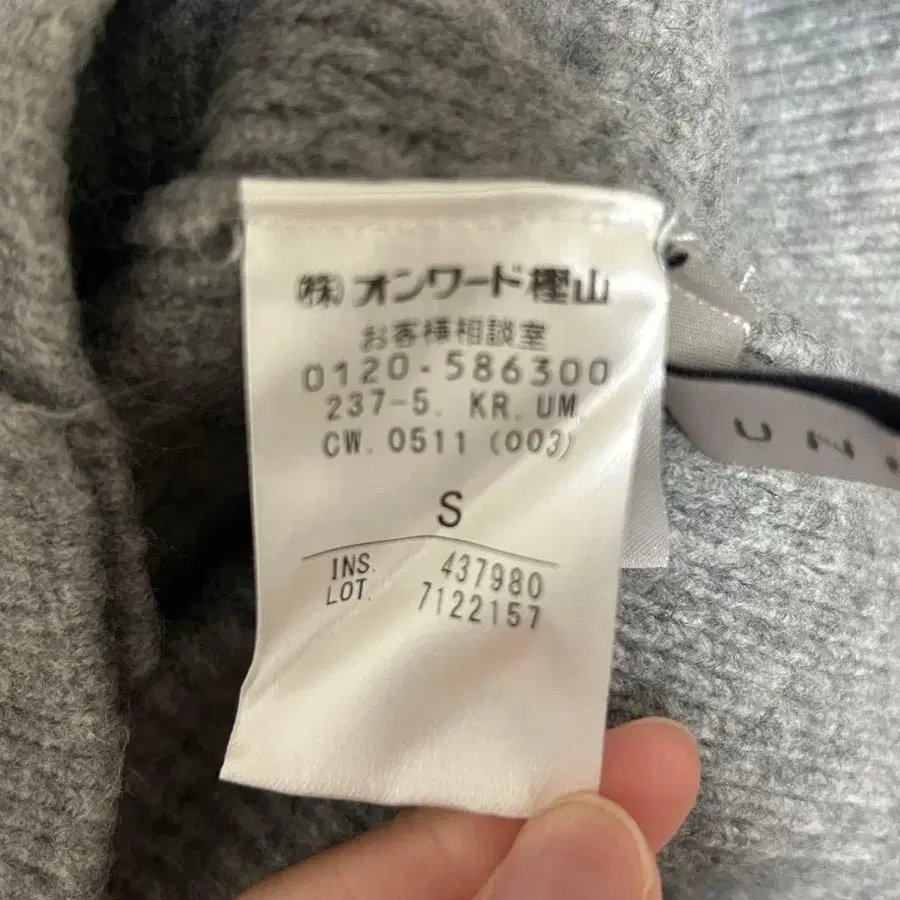 (株)オンワード樫山
お客様相談室
0120-586300
237-5. KR. UM
CW. 0511 (003)
S
INS. 437980
LOT. 7122157